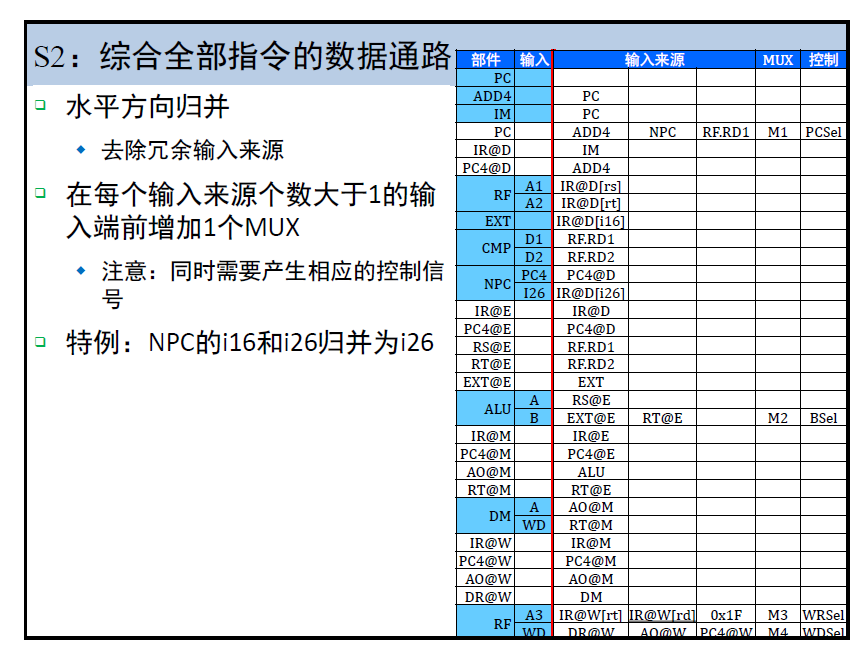 S2：综合全部指令的数据通路
水平方向归并
去除冗余输入来源
在每个输入来源个数大于1的输
入端前增加1个MUX
注意：同时需要产生相应的控制信
号
特例：NPC的i16和i26归并为i26
部件 输入 输入来源 MUX 控制
PC
ADD4 PC
IM PC
PC ADD4 NPC RF.RD1 M1 PCSel
IR@D IM
PC4@D ADD4
RF A1 IR@D[rs]
A2 IR@D[rt]
EXT IR@D[i16]
CMP D1 RF.RD1
D2 RF.RD2
NPC PC4 PC4@D
I26 IR@D[i26]
IR@E IR@D
PC4@E PC4@D
RS@E RF.RD1
RT@E RF.RD2
EXT@E EXT
ALU A RS@E
B EXT@E RT@E M2 BSel
IR@M IR@E
PC4@M PC4@E
AO@M ALU
RT@M RT@E
DM A AO@M
WD RT@M
IR@W IR@M
PC4@W PC4@M
AO@W AO@M
DR@W DM
RF A3 IR@W[rt] IR@W[rd] 0x1F M3 WRSel
WD DR@W AO@W PC4@W M4 WDSel